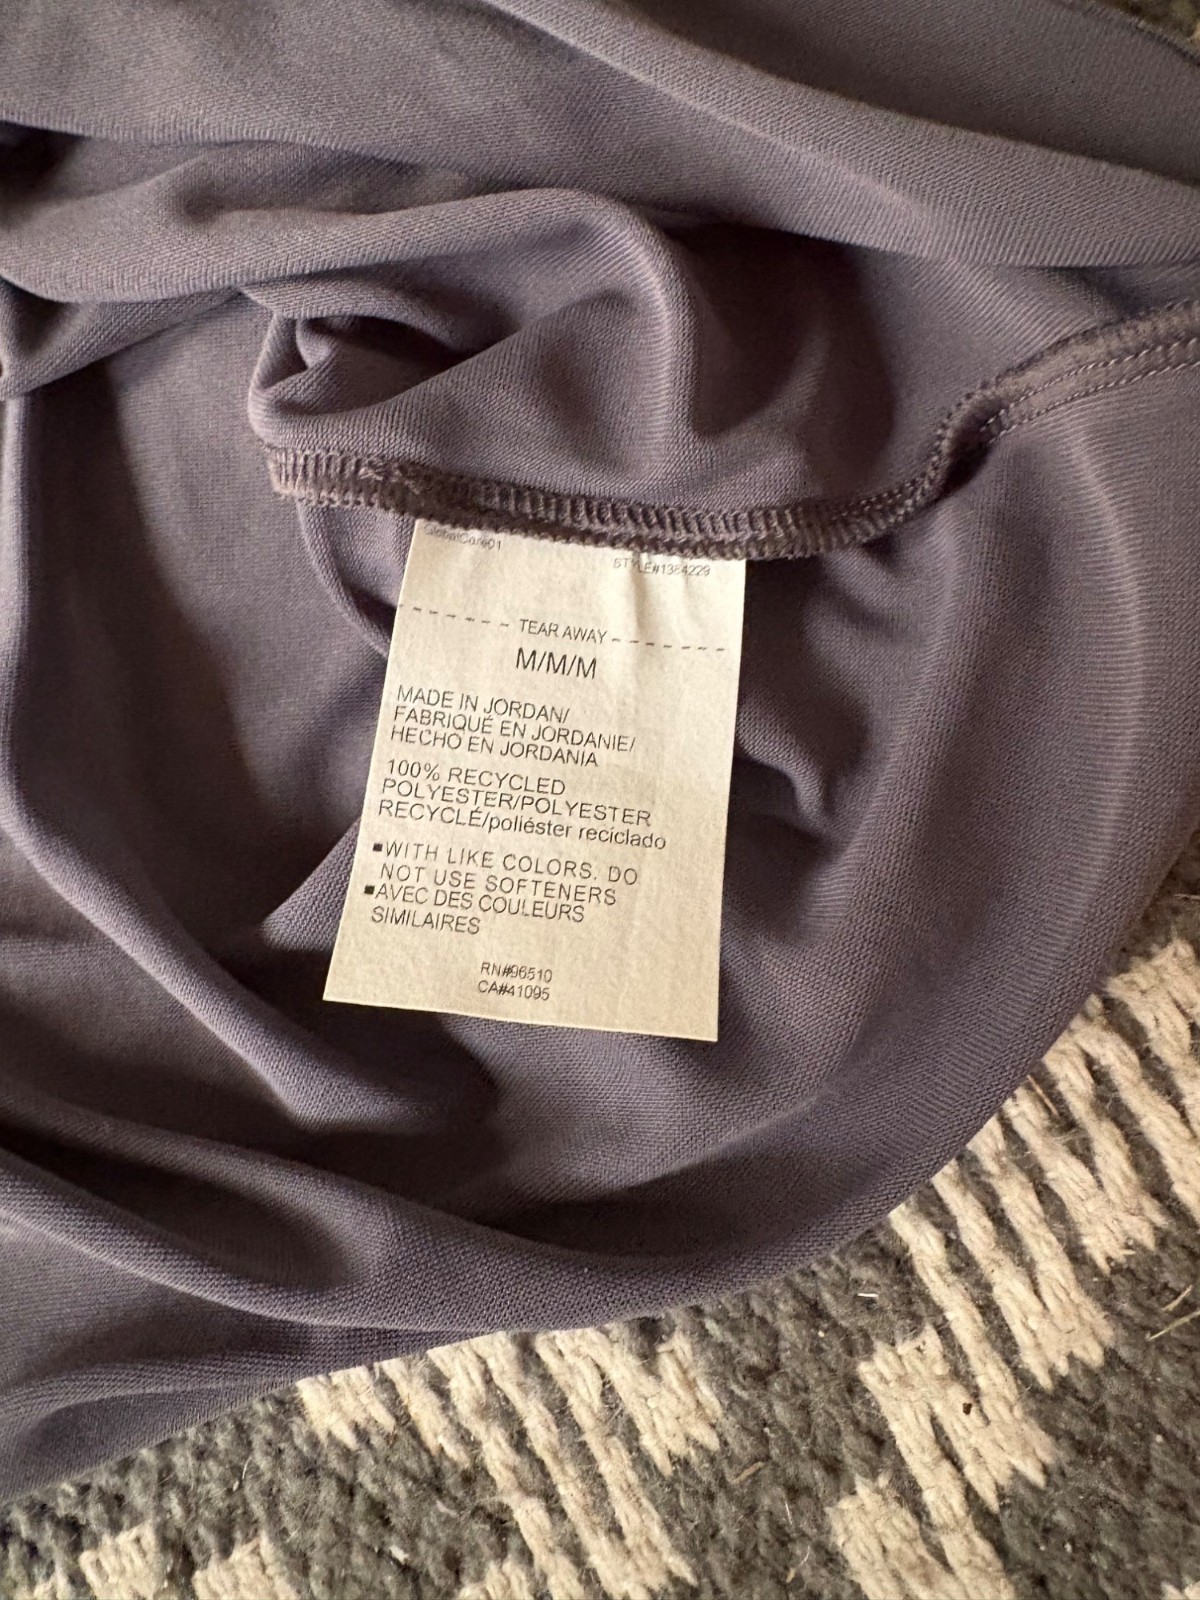 GlobalCare01
STYLE#1364229
TEAR AWAY
M/M/M
MADE IN JORDAN/
FABRIQUÉ EN JORDANIE/
HECHO EN JORDANIA
100% RECYCLED
POLYESTER/POLYESTER
RECYCLÉ/poliéster reciclado
▪WITH LIKE COLORS. DO
NOT USE SOFTENERS
▪AVEC DES COULEURS
SIMILAIRES
RN#96510
CA#41095